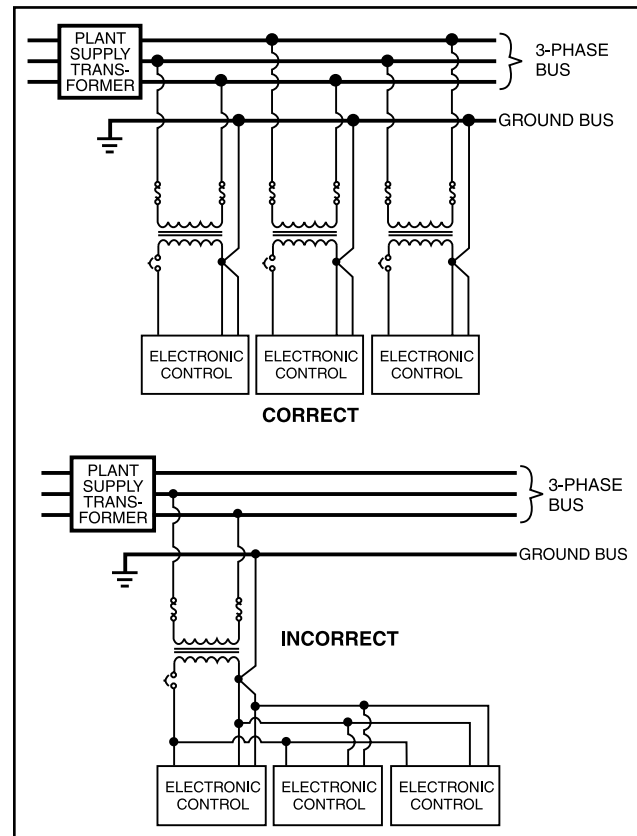 PLANT
SUPPLY
TRANS-
FORMER
3-PHASE
BUS
GROUND BUS
ELECTRONIC
CONTROL
ELECTRONIC
CONTROL
ELECTRONIC
CONTROL
CORRECT
PLANT
SUPPLY
TRANS-
FORMER
3-PHASE
BUS
GROUND BUS
INCORRECT
ELECTRONIC
CONTROL
ELECTRONIC
CONTROL
ELECTRONIC
CONTROL